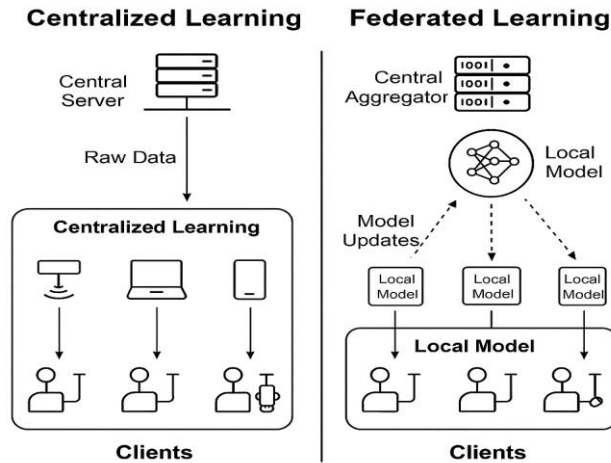 Centralized Learning
Central
Server
Raw Data
Centralized Learning
Clients
Federated Learning
Central
Aggregator
1001
1001
1001
Local
Model
Model
Updates
Local
Model
Local
Model
Local
Model
Local Model
Clients